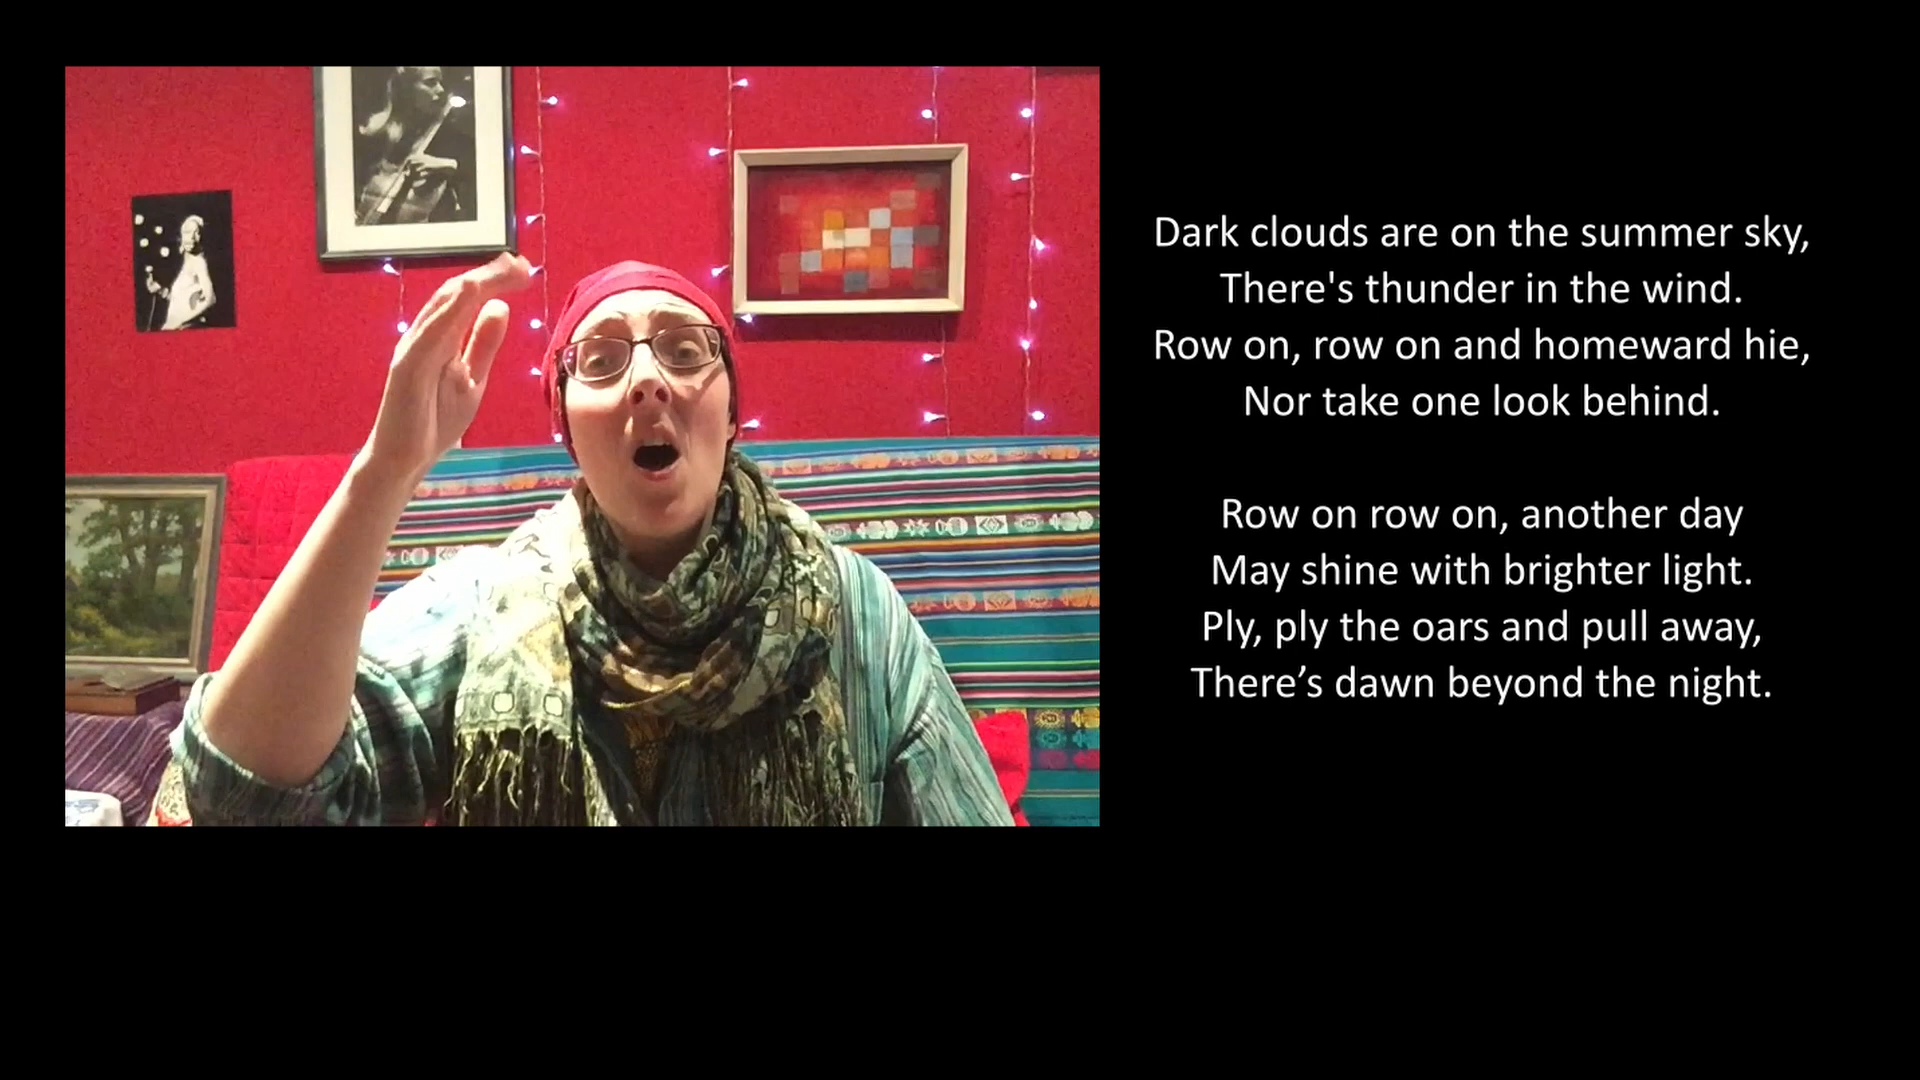 Dark clouds are on the summer sky,
There's thunder in the wind.
Row on, row on and homeward hie,
Nor take one look behind.
Row on row on, another day
May shine with brighter light.
Ply, ply the oars and pull away,
There’s dawn beyond the night.